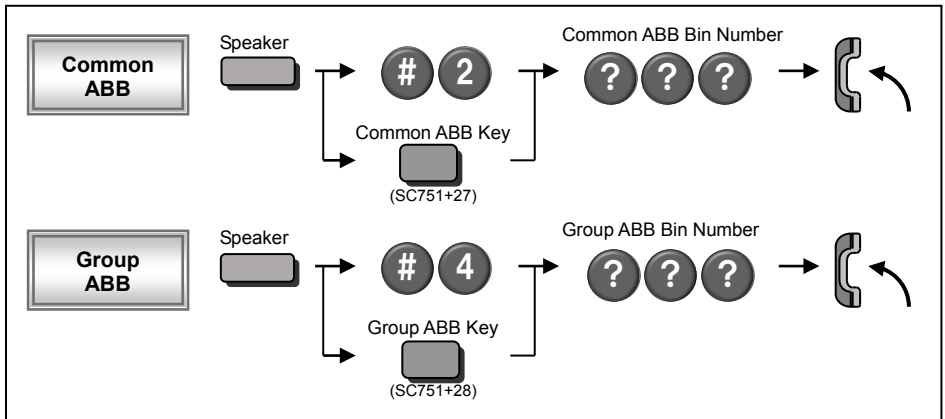 Common
ABB
Speaker
# 2
Common ABB Key
(SC751+27)
Common ABB Bin Number
? ? ?
Group
ABB
Speaker
# 4
Group ABB Key
(SC751+28)
Group ABB Bin Number
? ? ?